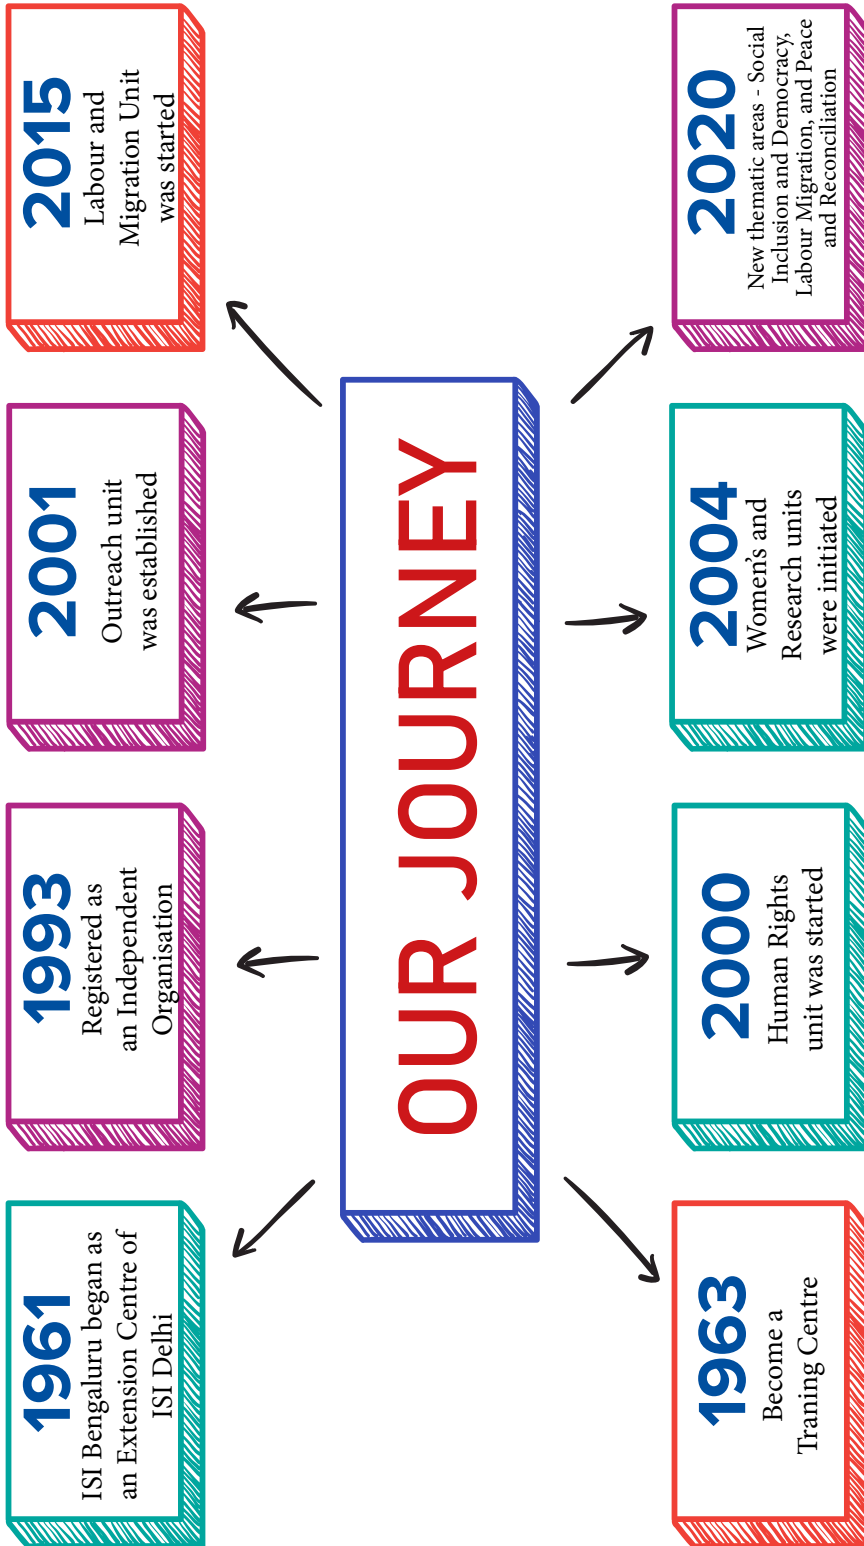 1961
ISI Bengaluru began as
an Extension Centre of
ISI Delhi
1993
Registered as
an Independent
Organisation
2001
Outreach unit
was established
2015
Labour and
Migration Unit
was started
OUR JOURNEY
1963
Become a
Traning Centre
2000
Human Rights
unit was started
2004
Women's and
Research units
were initiated
2020
New thematic areas - Social
Inclusion and Democracy,
Labour Migration, and Peace
and Reconciliation